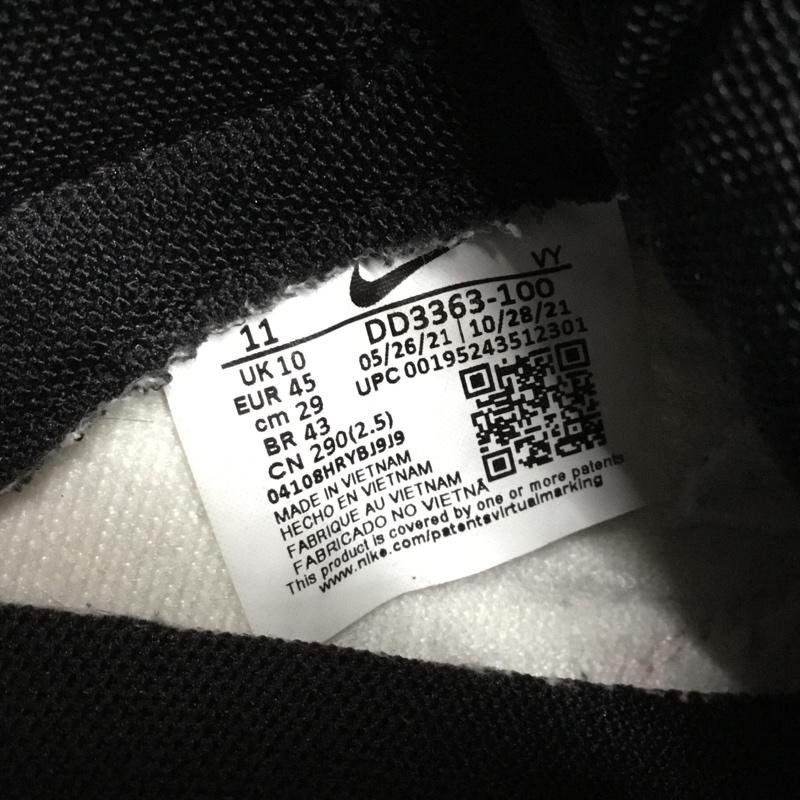 VY
11
DD3363-100
UK 10
05/26/21 | 10/28/21
EUR 45
UPC 00195243512301
cm 29
BR 43
CN 290(2.5)
04108HRYBJ9J9
MADE IN VIETNAM
HECHO EN VIETNAM
FABRIQUE AU VIETNAM
FABRICADO NO VIETNÃ
This product is covered by one or more patents
www.nike.com/patentsvirtualmarking